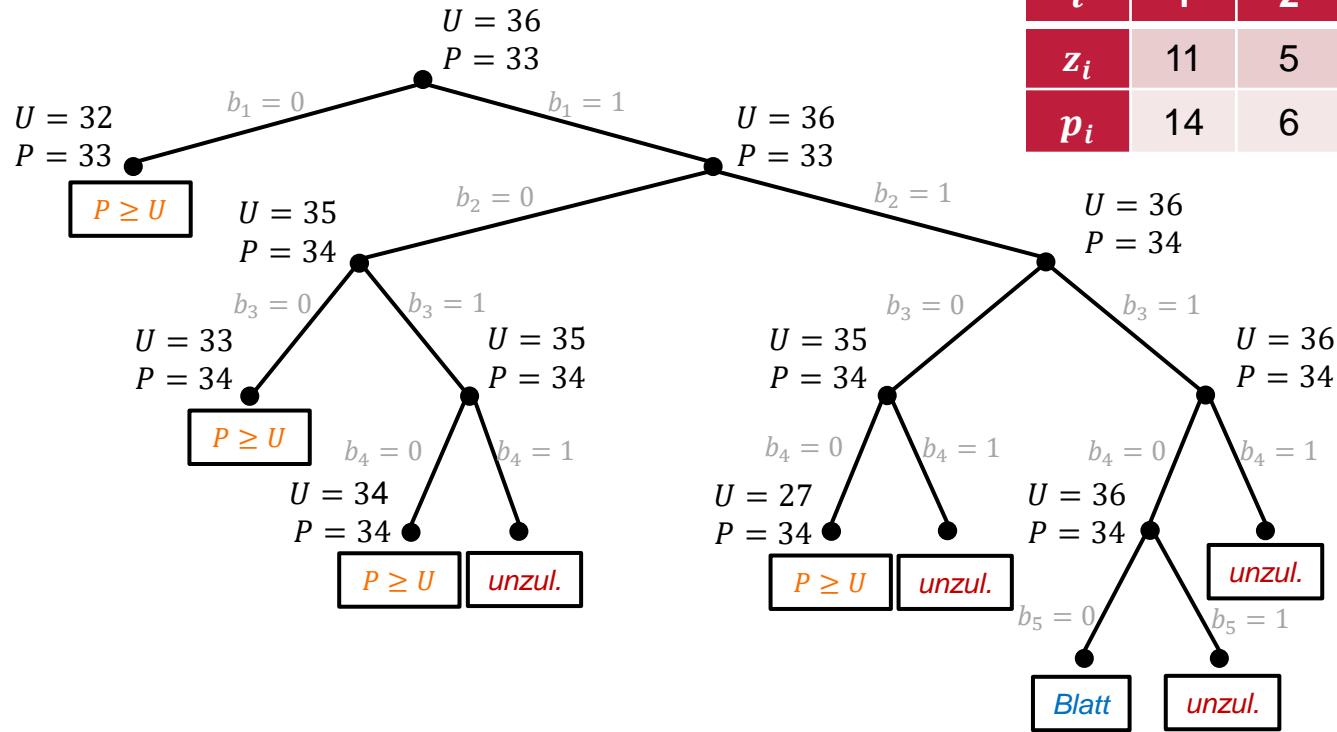 U = 36
P = 33
i 1 2
z_i 11 5
p_i 14 6
b_1 = 0
b_1 = 1
U = 32
P = 33
P ≥ U
U = 36
P = 33
b_2 = 0
b_2 = 1
U = 35
P = 34
U = 36
P = 34
b_3 = 0
b_3 = 1
b_3 = 0
b_3 = 1
U = 33
P = 34
P ≥ U
U = 35
P = 34
U = 35
P = 34
U = 36
P = 34
b_4 = 0
b_4 = 1
b_4 = 0
b_4 = 1
b_4 = 0
b_4 = 1
U = 34
P = 34
P ≥ U
unzul.
U = 27
P = 34
P ≥ U
unzul.
U = 36
P = 34
unzul.
b_5 = 0
b_5 = 1
Blatt
unzul.